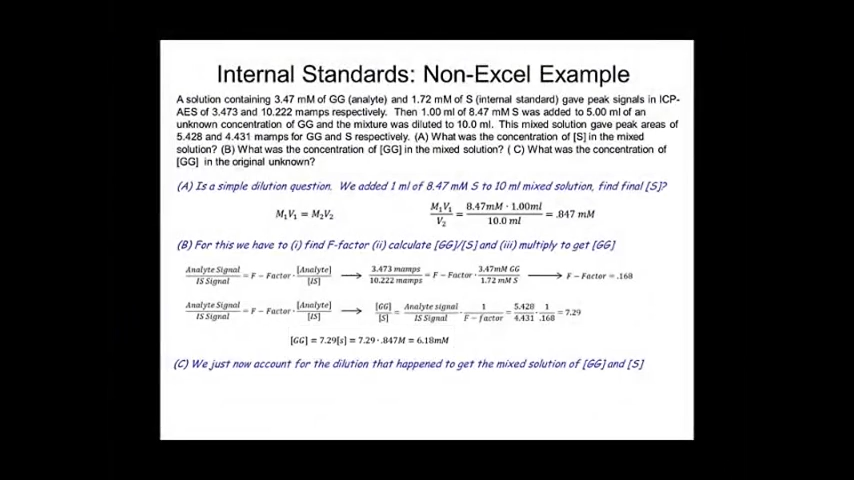 Internal Standards: Non-Excel Example
A solution containing 3.47 mM of GG (analyte) and 1.72 mM of S (internal standard) gave peak signals in ICP-
AES of 3.473 and 10.222 mamps respectively. Then 1.00 ml of 8.47 mM S was added to 5.00 ml of an
unknown concentration of GG and the mixture was diluted to 10.0 ml. This mixed solution gave peak areas of
5.428 and 4.431 mamps for GG and S respectively. (A) What was the concentration of [S] in the mixed
solution? (B) What was the concentration of [GG] in the mixed solution? ( C) What was the concentration of
[GG] in the original unknown?
(A) Is a simple dilution question. We added 1 ml of 8.47 mM S to 10 ml mixed solution, find final [S]?
M₁V₁ = M₂V₂ M₁V₁/V₂ = 8.47mM · 1.00ml/10.0 ml = .847 mM
(B) For this we have to (i) find F-factor (ii) calculate [GG]/[S] and (iii) multiply to get [GG]
Analyte Signal/IS Signal = F − Factor · [Analyte]/[IS] → 3.473 mamps/10.222 mamps = F − Factor · 3.47mM GG/1.72 mM S → F − Factor = .168
Analyte Signal/IS Signal = F − Factor · [Analyte]/[IS] → [GG]/[S] = Analyte signal/IS Signal · 1/F − factor = 5.428/4.431 · 1/.168 = 7.29
[GG] = 7.29[s] = 7.29 · .847M = 6.18mM
(C) We just now account for the dilution that happened to get the mixed solution of [GG] and [S]